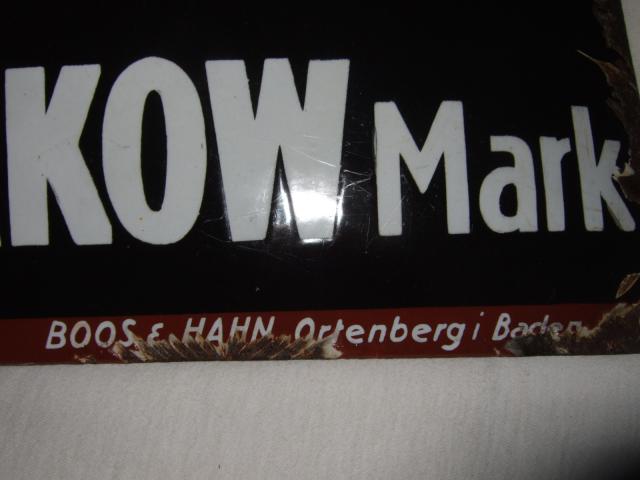 KOW Mark
BOOS & HAHN Ortenberg i Baden